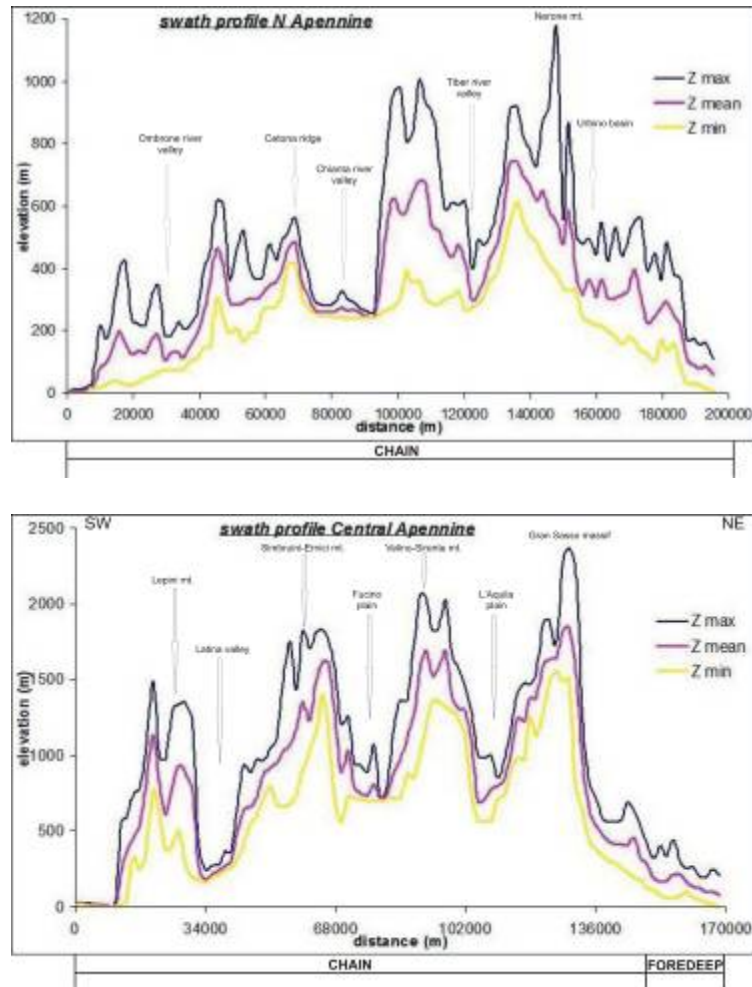 swath profile N Apennine
Nerone mt.
1200
1000
800
600
400
200
0
elevation (m)
Ombrone river
valley
Cetona ridge
Chiama river
valley
Tiber river
valley
Urbino basin
Z max
Z mean
Z min
0
20000
40000
60000
80000
100000
120000
140000
160000
180000
200000
distance (m)
CHAIN
SW
swath profile Central Apennine
NE
2500
2000
1500
1000
500
0
elevation (m)
Lepini mt.
Latina valley
Simbruini-Ernici mt.
Fucino
plain
Velino-Sirente mt.
L'Aquila
plain
Gran Sasso massif
Z max
Z mean
Z min
0
34000
68000
102000
136000
170000
distance (m)
CHAIN
FOREDEEP